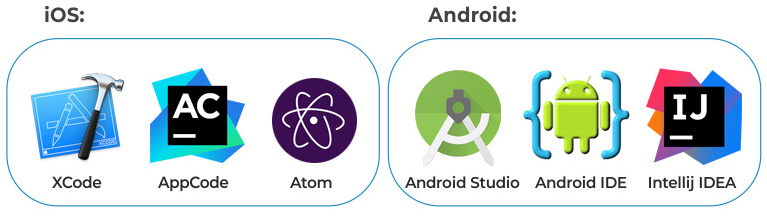 iOS:
Android:
AC
IJ
XCode
AppCode
Atom
Android Studio
Android IDE
Intellij IDEA